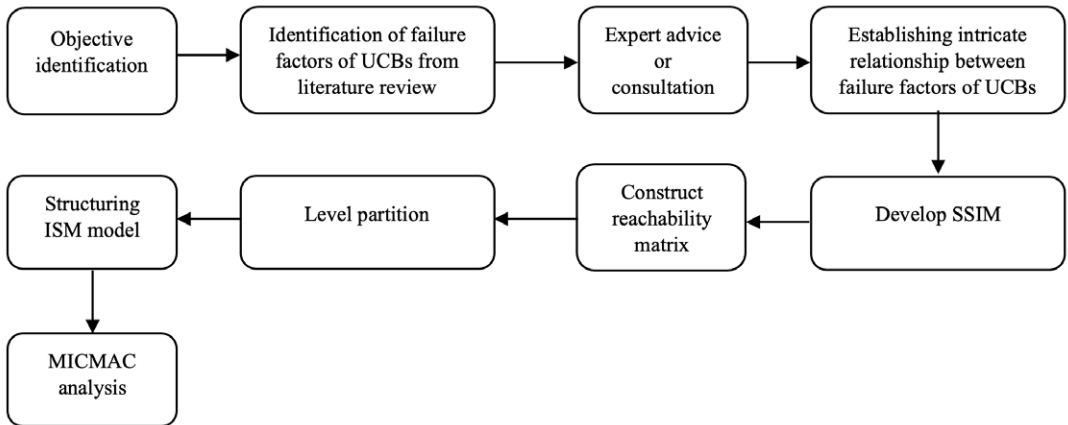 Objective
identification
Identification of failure
factors of UCBs from
literature review
Expert advice
or
consultation
Establishing intricate
relationship between
failure factors of UCBs
Develop SSIM
Construct
reachability
matrix
Level partition
Structuring
ISM model
MICMAC
analysis